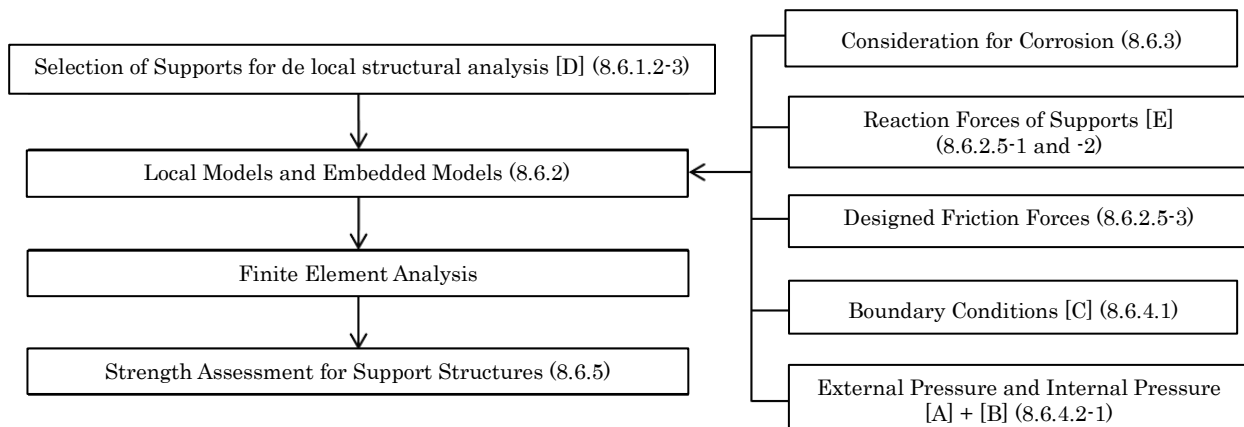 Selection of Supports for de local structural analysis [D] (8.6.1.2-3)
Local Models and Embedded Models (8.6.2)
Finite Element Analysis
Strength Assessment for Support Structures (8.6.5)
Consideration for Corrosion (8.6.3)
Reaction Forces of Supports [E]
(8.6.2.5-1 and -2)
Designed Friction Forces (8.6.2.5-3)
Boundary Conditions [C] (8.6.4.1)
External Pressure and Internal Pressure
[A] + [B] (8.6.4.2-1)